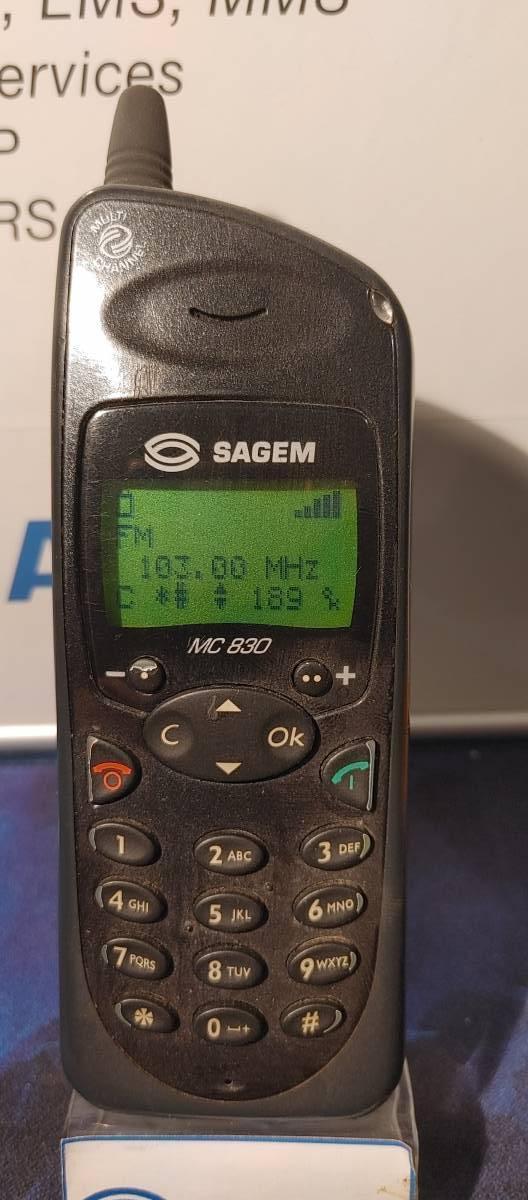 , EMS, MMS
ervices
P
RS
MULTI
CHANNEL
SAGEM
FM
103.00 MHz
C *# 189
MC 830
- +
C Ok
1 2 ABC 3 DEF
4 GHI 5 JKL 6 MNO
7 PQRS 8 TUV 9 WXYZ
* 0 + #